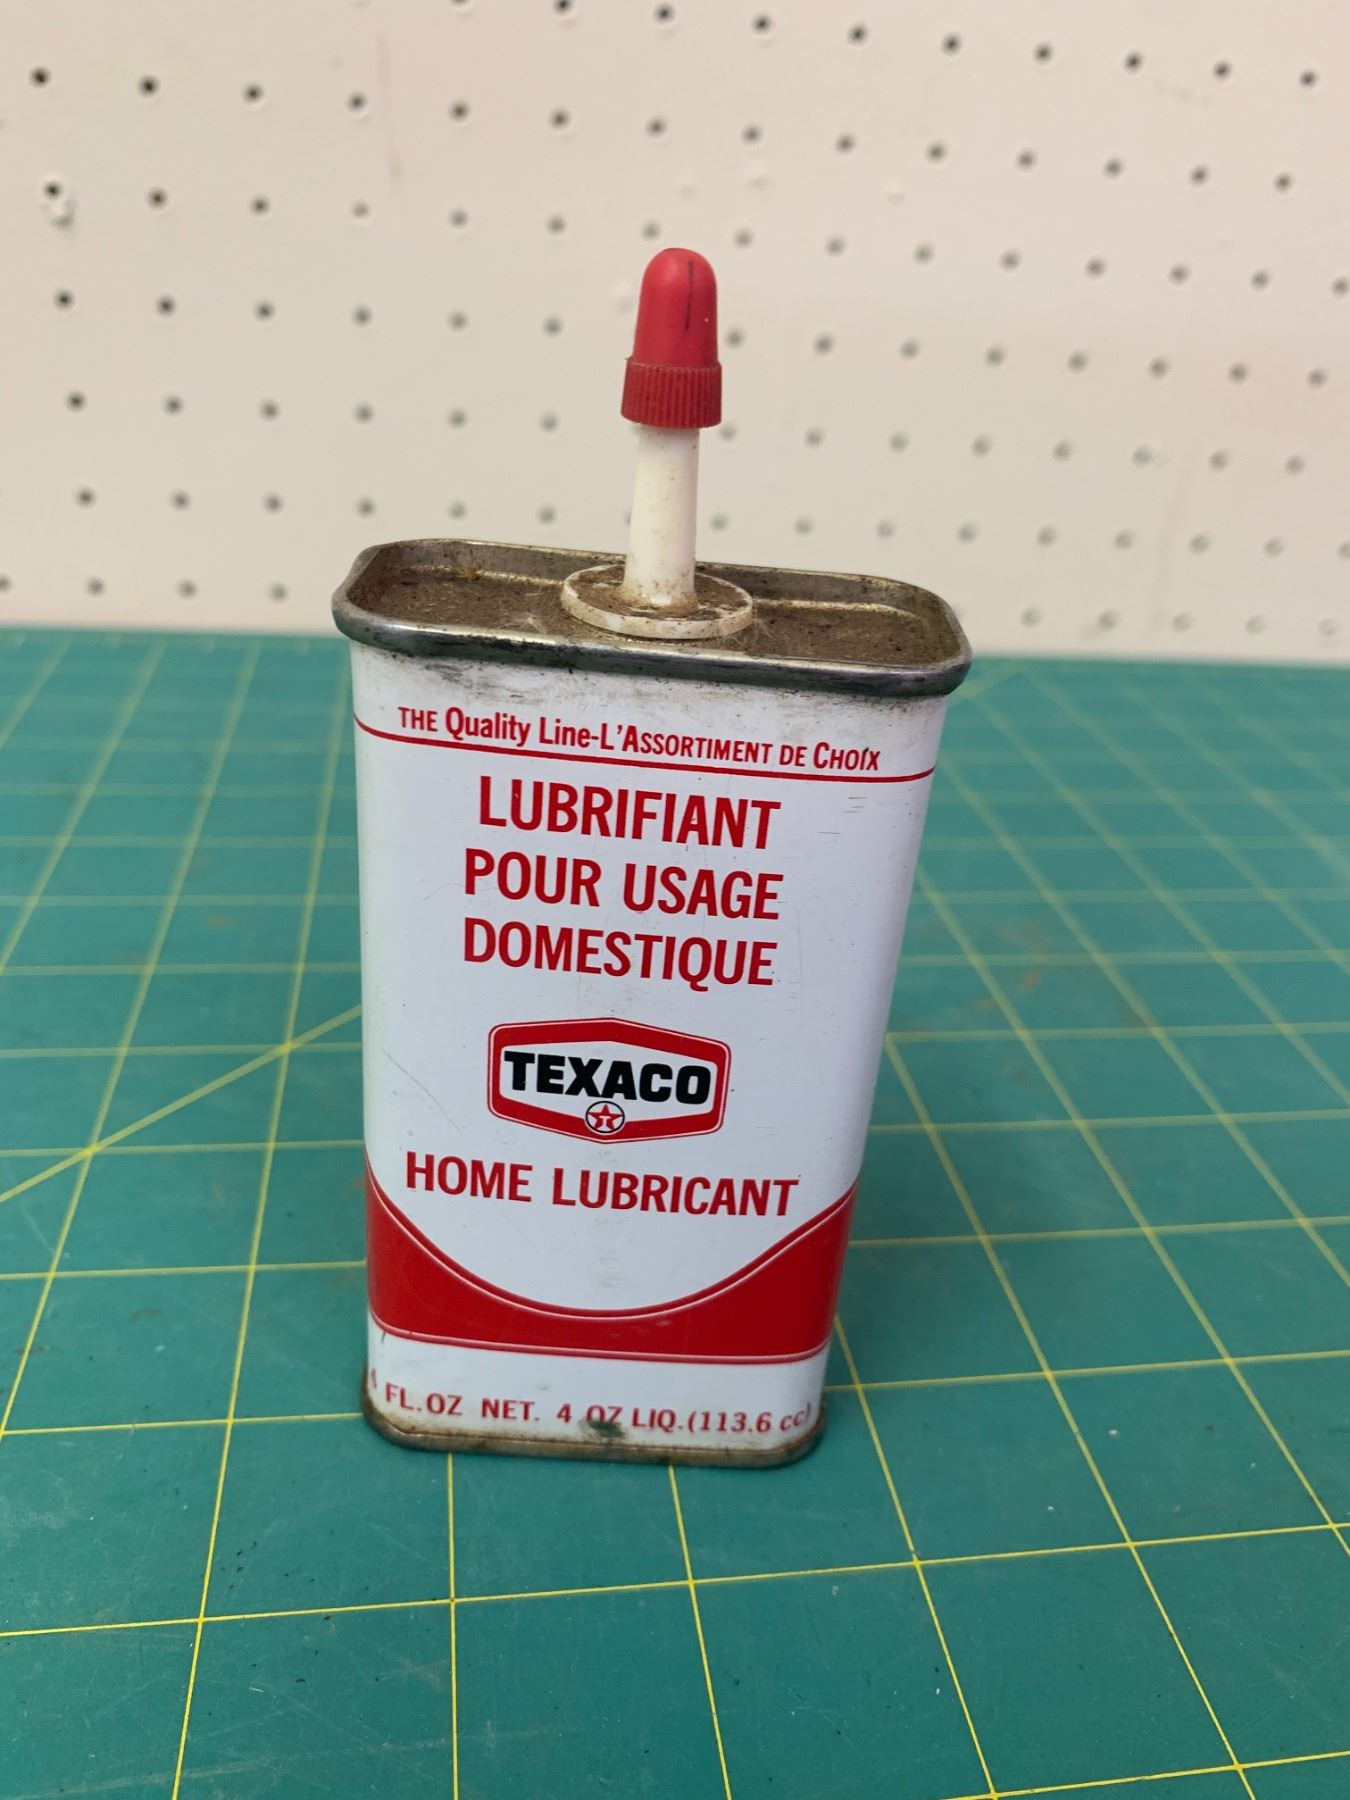 THE Quality Line-L'ASSORTIMENT DE CHOIX
LUBRIFIANT
POUR USAGE
DOMESTIQUE
TEXACO
T
HOME LUBRICANT
4 FL.OZ NET. 4 OZ LIQ.(113.6 cc)